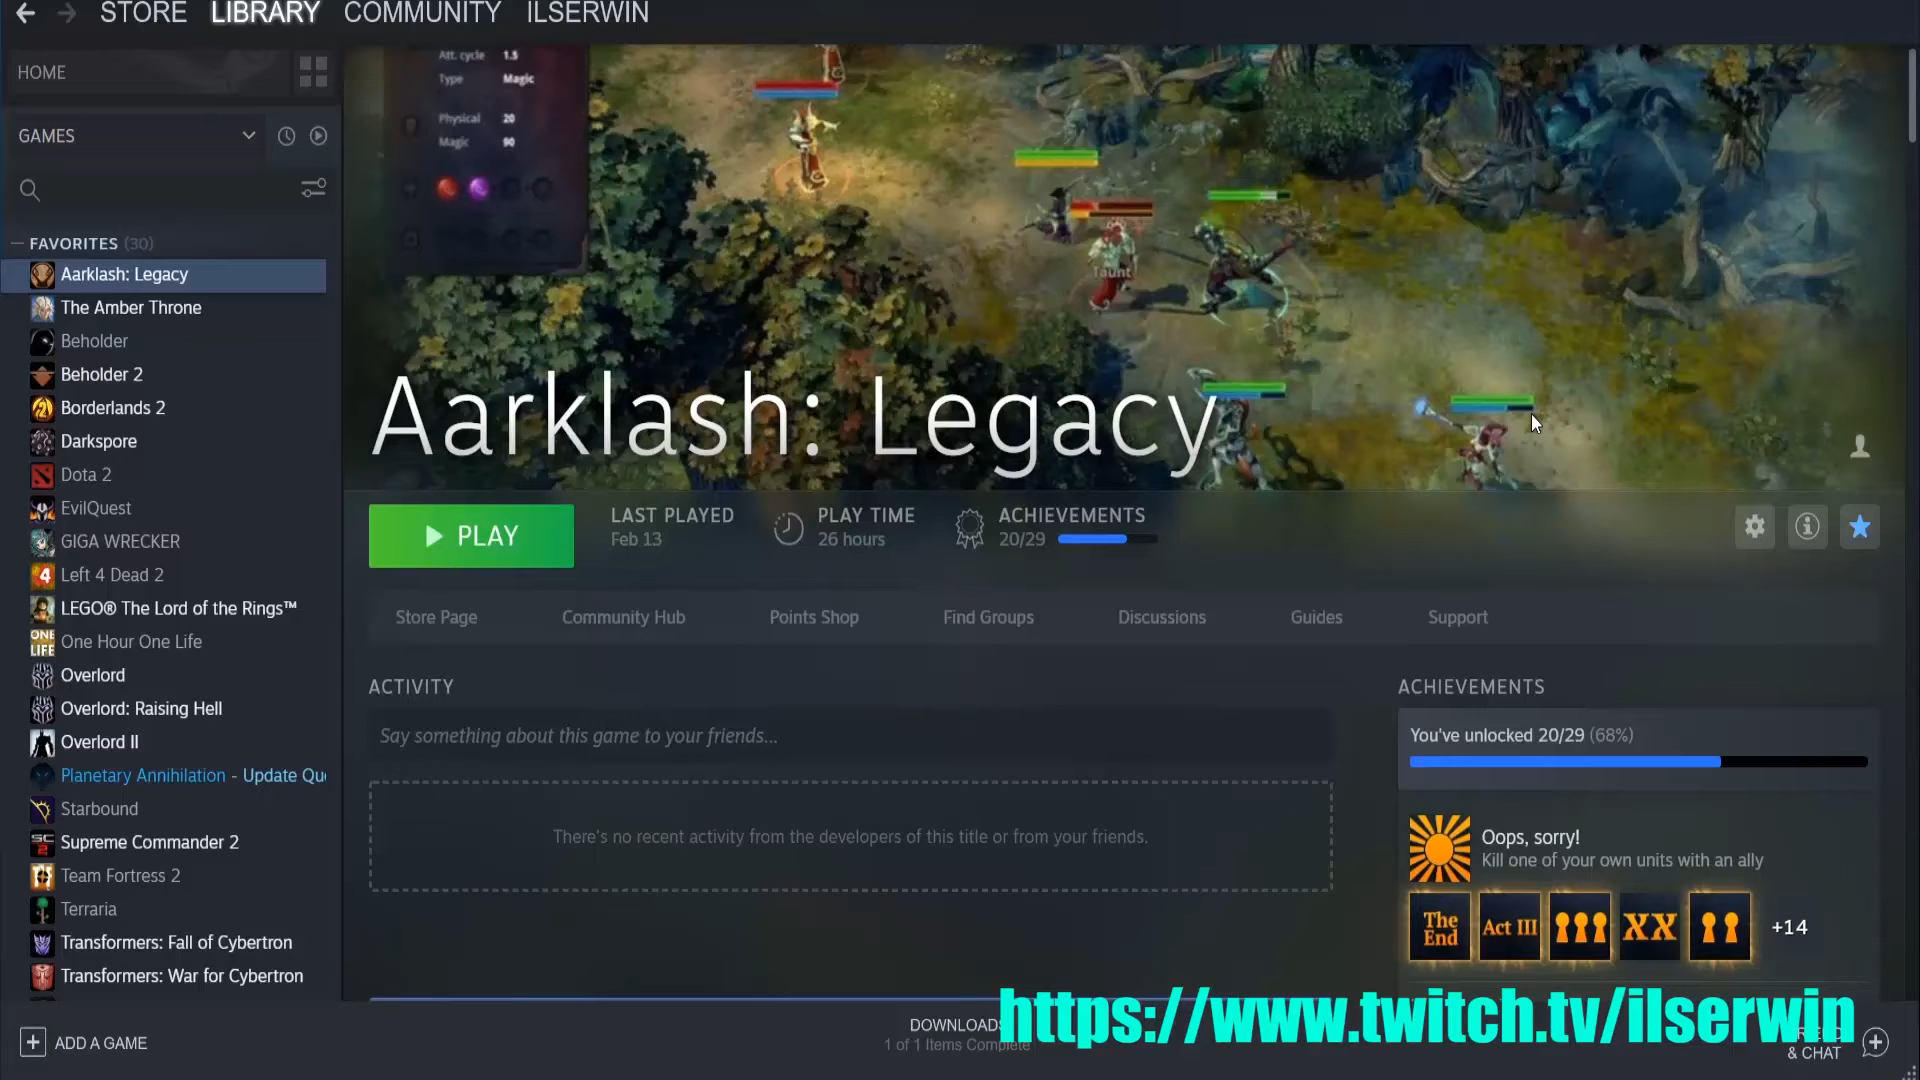 STORE LIBRARY COMMUNITY ILSERWIN
HOME
GAMES
FAVORITES (30)
Aarklash: Legacy
The Amber Throne
Beholder
Beholder 2
Borderlands 2
Darkspore
Dota 2
EvilQuest
GIGA WRECKER
Left 4 Dead 2
LEGO® The Lord of the Rings™
One Hour One Life
Overlord
Overlord: Raising Hell
Overlord II
Planetary Annihilation - Update Qu
Starbound
Supreme Commander 2
Team Fortress 2
Terraria
Transformers: Fall of Cybertron
Transformers: War for Cybertron
ADD A GAME
Att. cycle 1.5
Type Magic
Physical 20
Magic 90
Taunt
Aarklash: Legacy
PLAY
LAST PLAYED
Feb 13
PLAY TIME
26 hours
ACHIEVEMENTS
20/29
Store Page Community Hub Points Shop Find Groups Discussions Guides Support
ACTIVITY
Say something about this game to your friends...
There's no recent activity from the developers of this title or from your friends.
ACHIEVEMENTS
You've unlocked 20/29 (68%)
Oops, sorry!
Kill one of your own units with an ally
The End
Act III
XX
+14
DOWNLOADS
1 of 1 Items Complete
https://www.twitch.tv/ilserwin
& CHAT